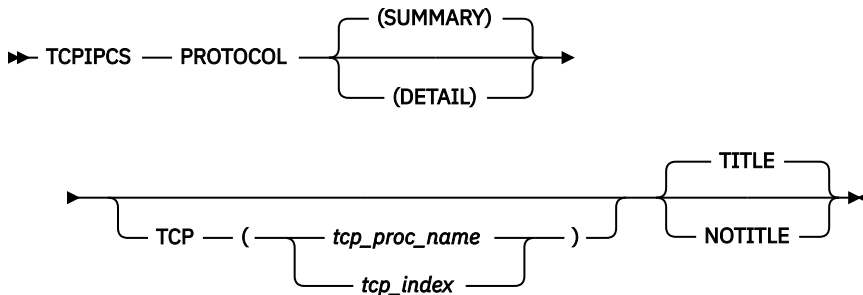 (SUMMARY)
TCPIPCS PROTOCOL
(DETAIL)
TITLE
TCP ( tcp_proc_name )
NOTITLE
tcp_index